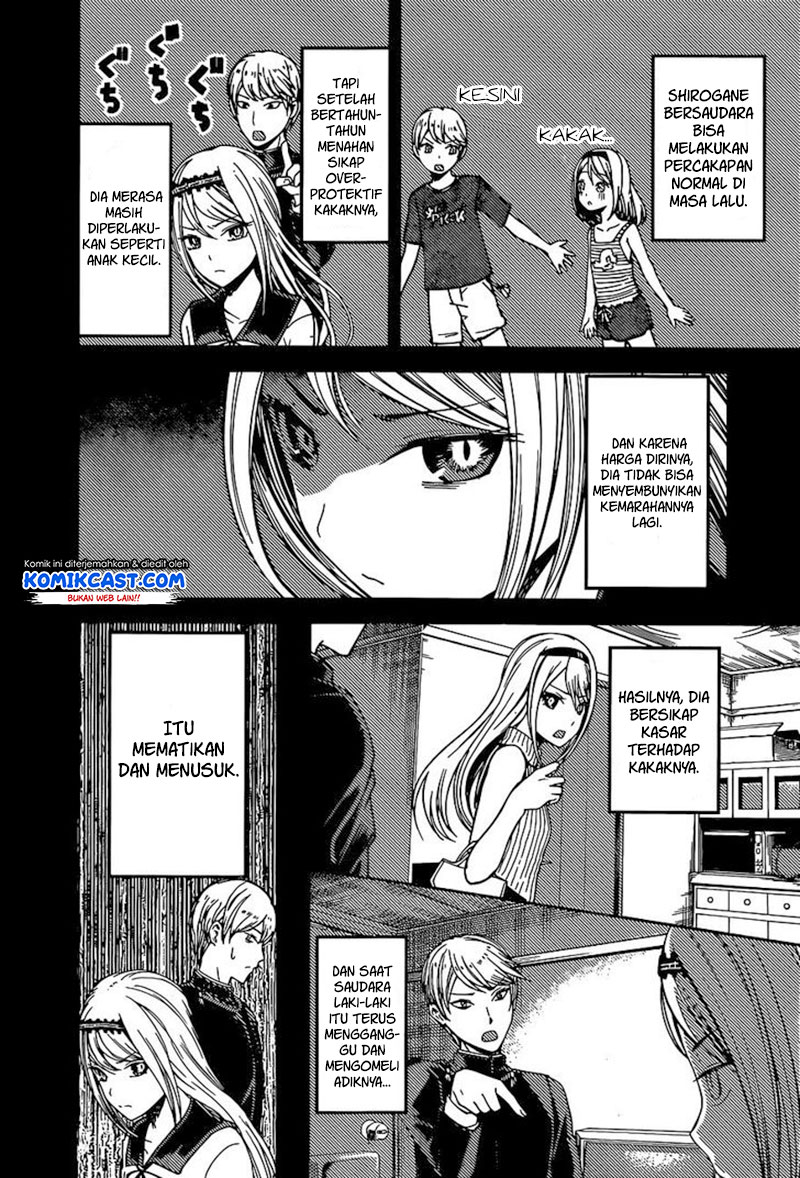 SHIROGANE
BERSAUDARA
BISA
MELAKUKAN
PERCAKAPAN
NORMAL DI
MASA LALU.
KAKAK...
KESINI
TAPI
SETELAH
BERTAHUN-
TAHUN
MENAHAN
SIKAP
OVER-
PROTEKTIF
KAKAKNYA,
ぐち
ぐち
ぐち
DIA MERASA
MASIH
DIPERLAKU-
KAN SEPERTI
ANAK KECIL.
DAN KARENA
HARGA DIRINYA,
DIA TIDAK BISA
MENYEMBUNYIKAN
KEMARAHANNYA
LAGI.
Komik ini diterjemahkan & diedit oleh
KOMIKCAST.COM
BUKAN WEB LAIN!!
HASILNYA, DIA
BERSIKAP
KASAR
TERHADAP
KAKAKNYA.
ITU
MEMATIKAN
DAN MENUSUK.
DAN SAAT
SAUDARA
LAKI-LAKI
ITU TERUS
MENGGANG-
GU DAN
MENGOMELI
ADIKNYA...